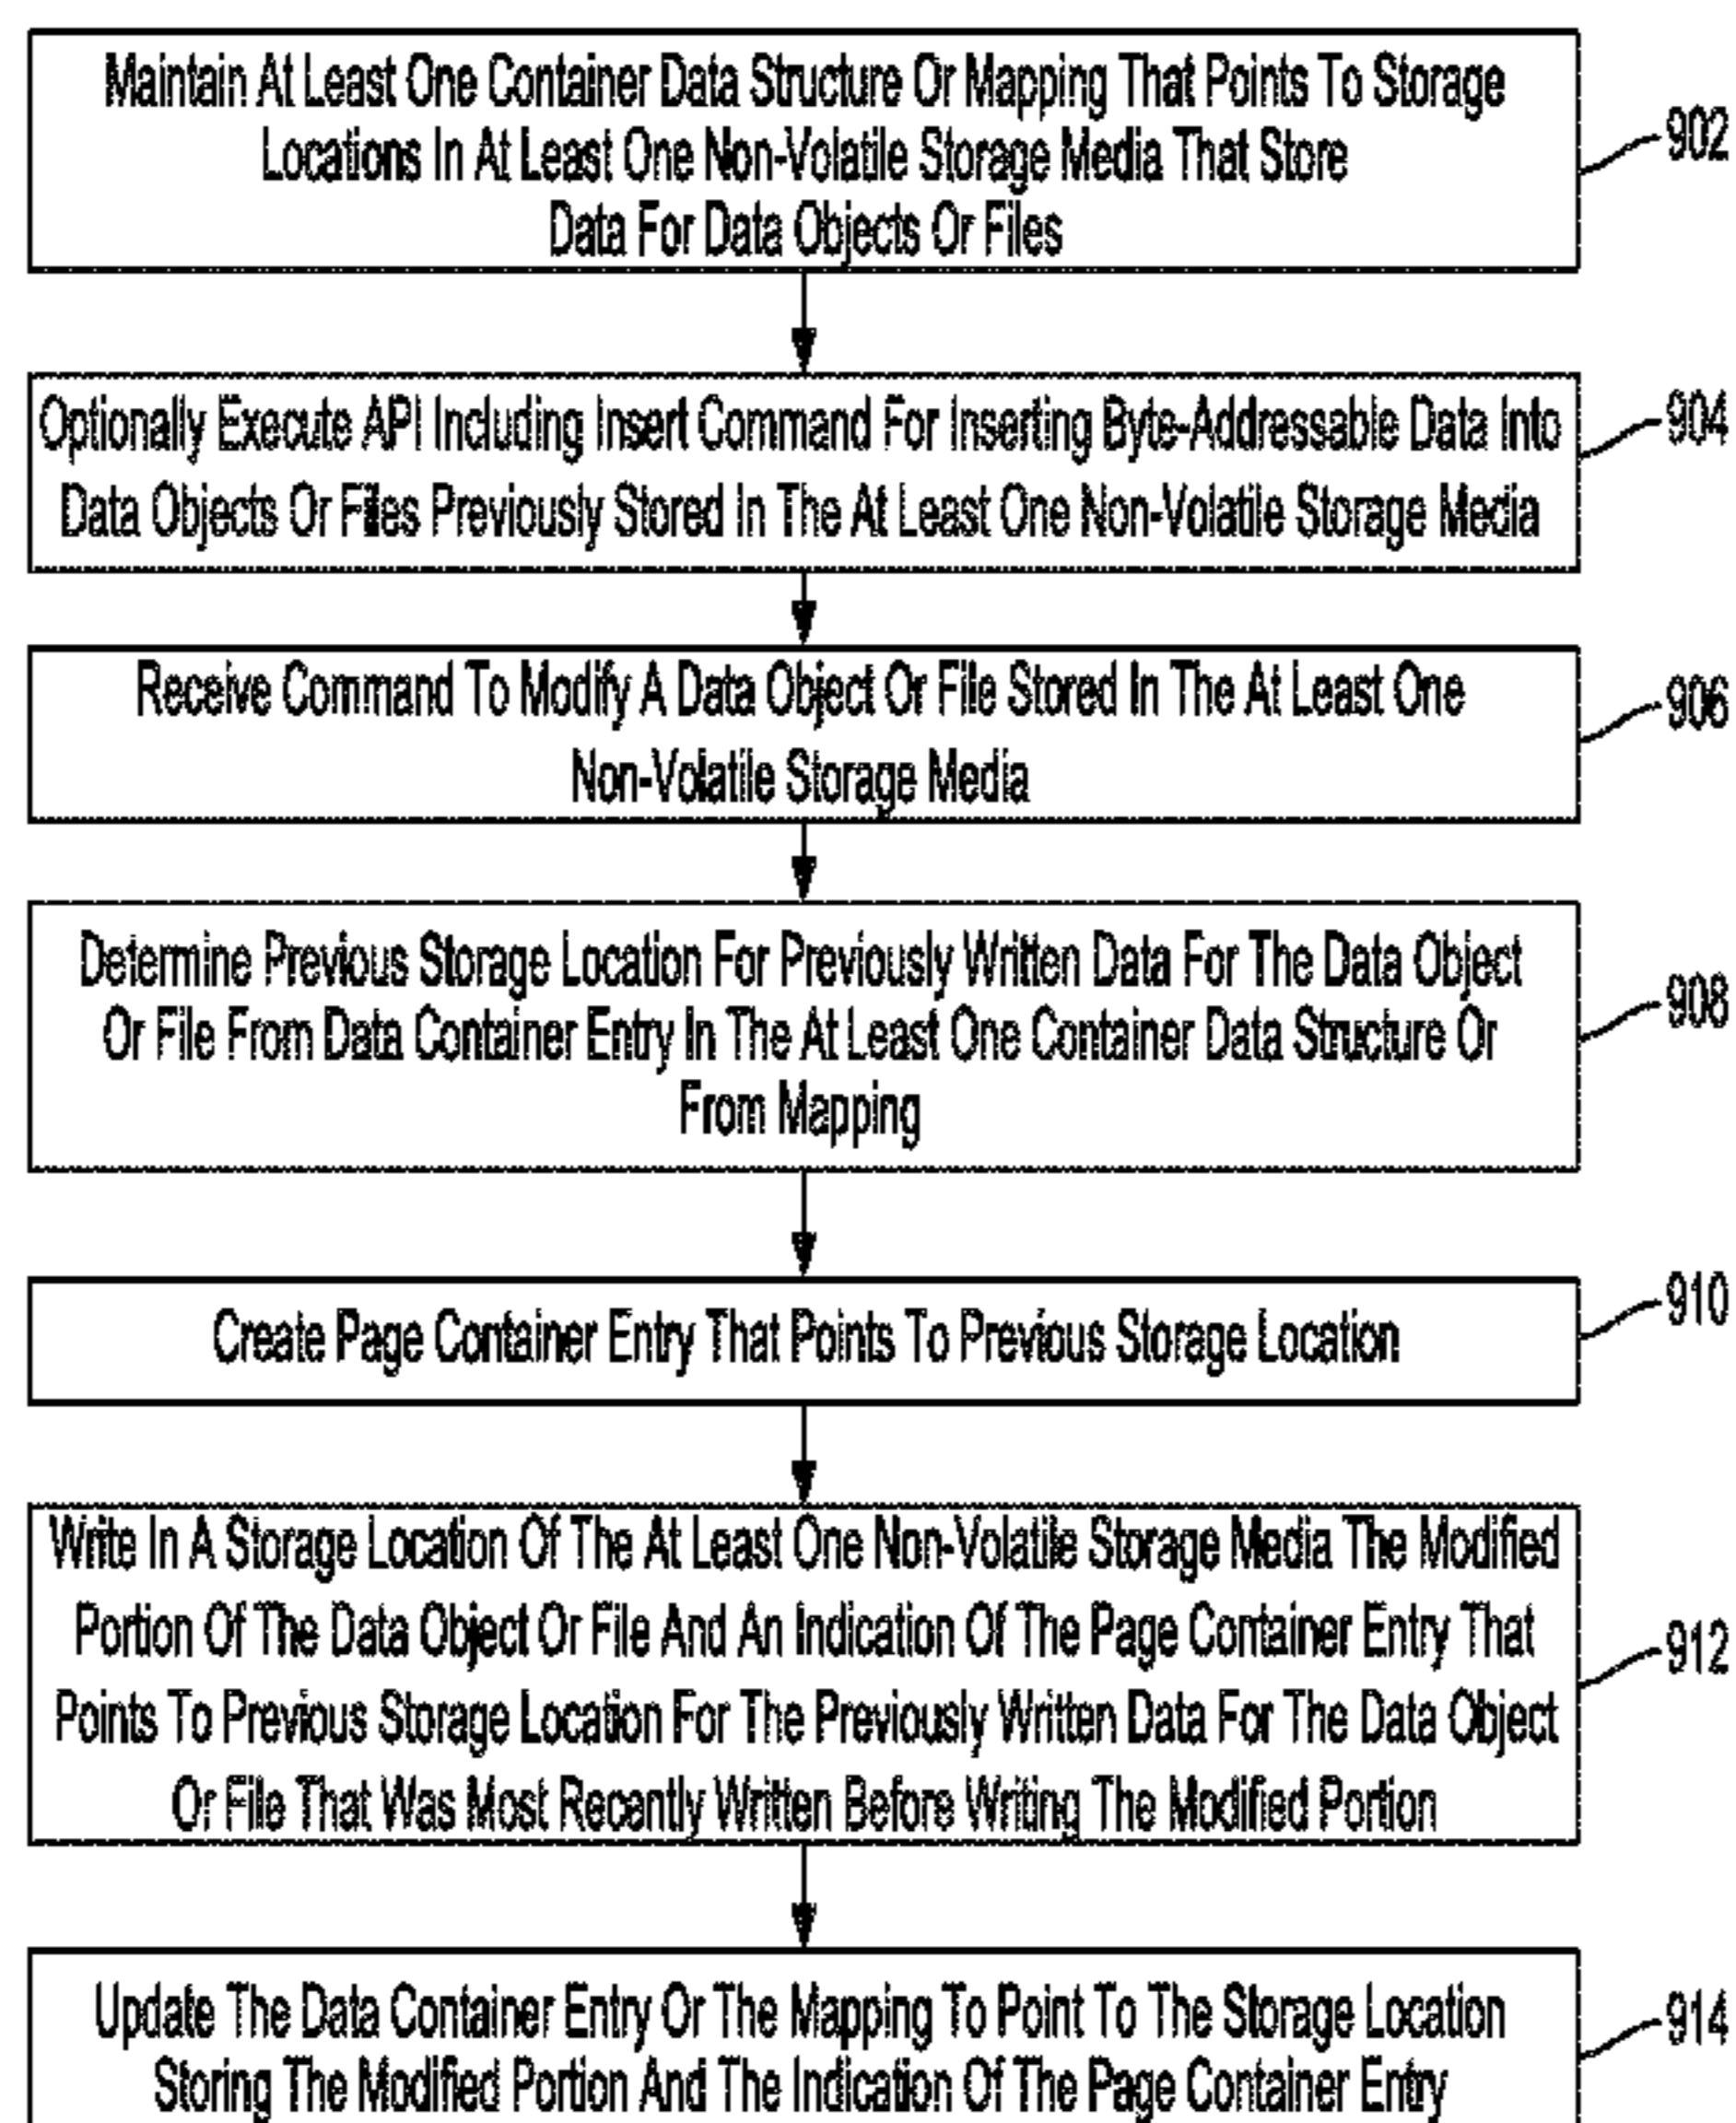 Maintain At Least One Container Data Structure Or Mapping That Points To Storage
Locations In At Least One Non-Volatile Storage Media That Store
Data For Data Objects Or Files
902
Optionally Execute API Including Insert Command For Inserting Byte-Addressable Data Into
Data Objects Or Files Previously Stored In The At Least One Non-Volatile Storage Media
904
Receive Command To Modify A Data Object Or File Stored In The At Least One
Non-Volatile Storage Media
906
Determine Previous Storage Location For Previously Written Data For The Data Object
Or File From Data Container Entry In The At Least One Container Data Structure Or
From Mapping
908
Create Page Container Entry That Points To Previous Storage Location
910
Write In A Storage Location Of The At Least One Non-Volatile Storage Media The Modified
Portion Of The Data Object Or File And An Indication Of The Page Container Entry That
Points To Previous Storage Location For The Previously Written Data For The Data Object
Or File That Was Most Recently Written Before Writing The Modified Portion
912
Update The Data Container Entry Or The Mapping To Point To The Storage Location
Storing The Modified Portion And The Indication Of The Page Container Entry
914